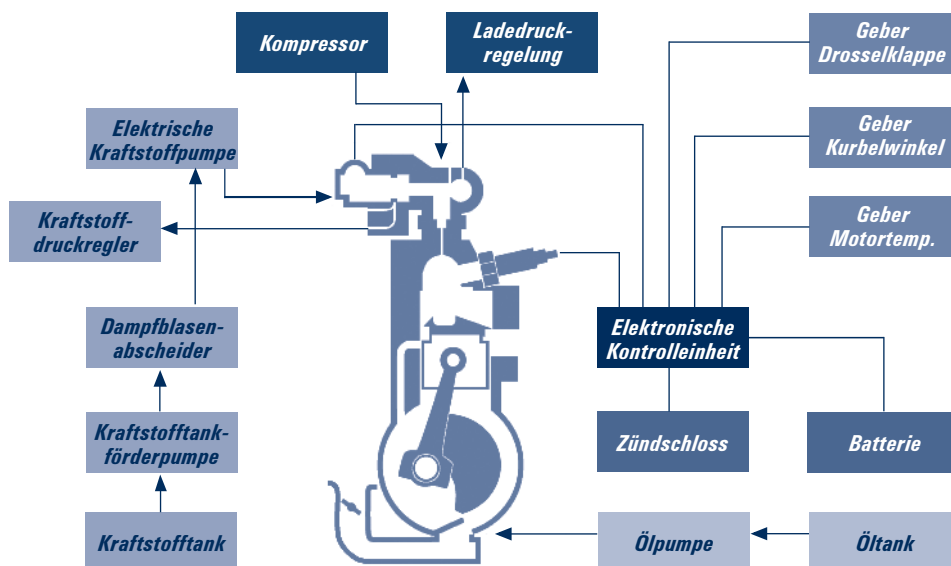 Kompressor
Ladedruck-
regelung
Geber
Drosselklappe
Elektrische
Kraftstoffpumpe
Geber
Kurbelwinkel
Kraftstoff-
druckregler
Geber
Motortemp.
Dampfblasen-
abscheider
Elektronische
Kontrolleinheit
Kraftstofftank-
förderpumpe
Zündschloss
Batterie
Kraftstofftank
Ölpumpe
Öltank